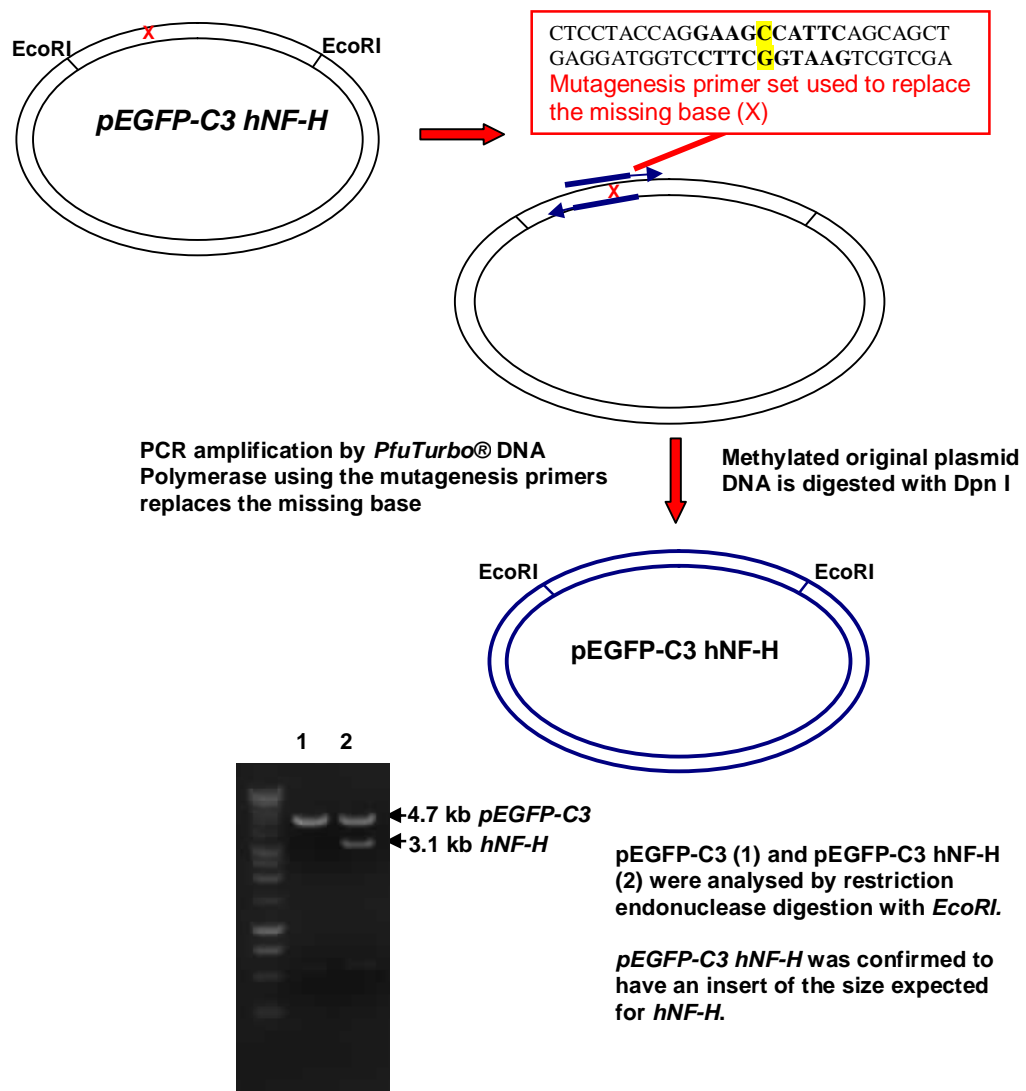 EcoRI
X
EcoRI
pEGFP-C3 hNF-H
CTCCTACCAGGAAGCCATTCAGCAGCT
GAGGATGGTCCTTCGGTAAGTCGTCGA
Mutagenesis primer set used to replace
the missing base (X)
X
PCR amplification by PfuTurbo® DNA
Polymerase using the mutagenesis primers
replaces the missing base
Methylated original plasmid
DNA is digested with Dpn I
EcoRI
EcoRI
pEGFP-C3 hNF-H
1 2
4.7 kb pEGFP-C3
3.1 kb hNF-H
pEGFP-C3 (1) and pEGFP-C3 hNF-H
(2) were analysed by restriction
endonuclease digestion with EcoRI.
pEGFP-C3 hNF-H was confirmed to
have an insert of the size expected
for hNF-H.